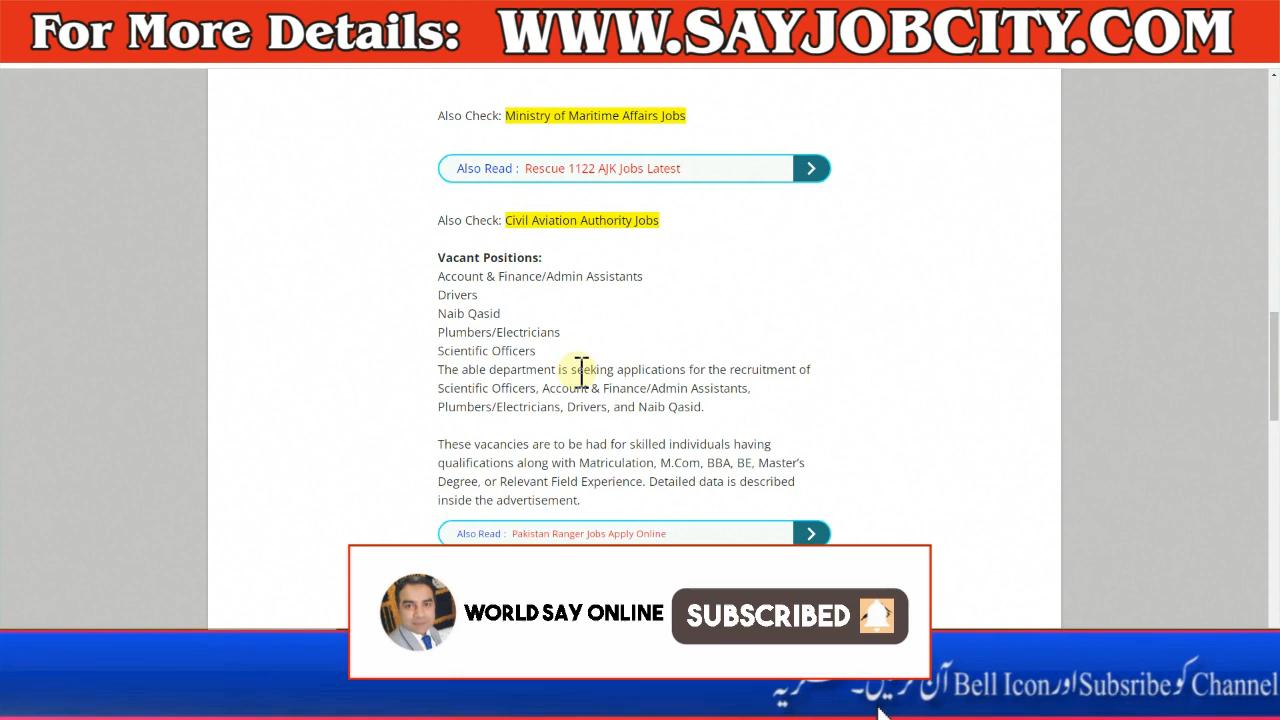 For More Details: WWW.SAYJOBCITY.COM
Also Check: Ministry of Maritime Affairs Jobs
Also Read : Rescue 1122 AJK Jobs Latest
Also Check: Civil Aviation Authority Jobs
Vacant Positions:
Account & Finance/Admin Assistants
Drivers
Naib Qasid
Plumbers/Electricians
Scientific Officers
The able department is seeking applications for the recruitment of
Scientific Officers, Account & Finance/Admin Assistants,
Plumbers/Electricians, Drivers, and Naib Qasid.
These vacancies are to be had for skilled individuals having
qualifications along with Matriculation, M.Com, BBA, BE, Master's
Degree, or Relevant Field Experience. Detailed data is described
inside the advertisement.
Also Read : Pakistan Ranger Jobs Apply Online
WORLD SAY ONLINE SUBSCRIBED
Channel کو Subsribe اور Bell Icon آن کریں۔